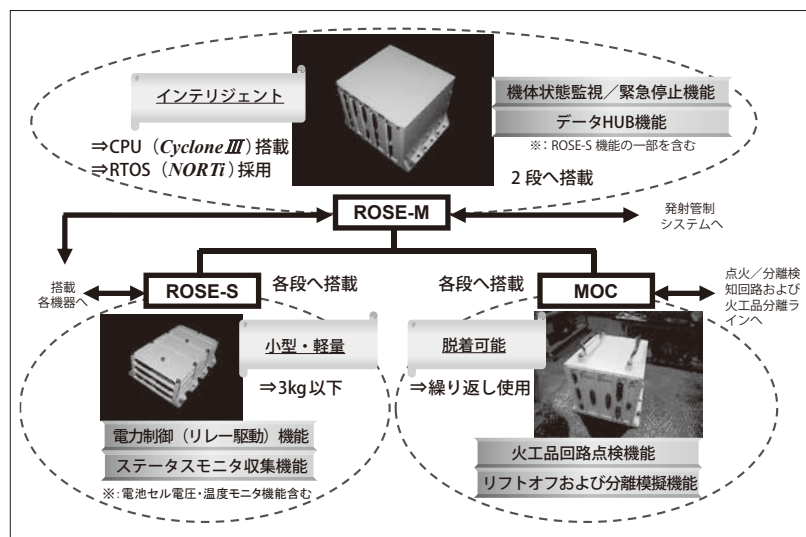 インテリジェント
⇒CPU（CycloneⅢ）搭載
⇒RTOS（NORTi）採用
機体状態監視／緊急停止機能
データHUB機能
※：ROSE-S 機能の一部を含む
2 段へ搭載
ROSE-M
発射管制
システムへ
搭載
各機器へ
ROSE-S
各段へ搭載
各段へ搭載
MOC
点火／分離検
知回路および
火工品分離ラ
インへ
小型・軽量
⇒3kg 以下
脱着可能
⇒繰り返し使用
電力制御（リレー駆動）機能
ステータスモニタ収集機能
※：電池セル電圧・温度モニタ機能含む
火工品回路点検機能
リフトオフおよび分離模擬機能